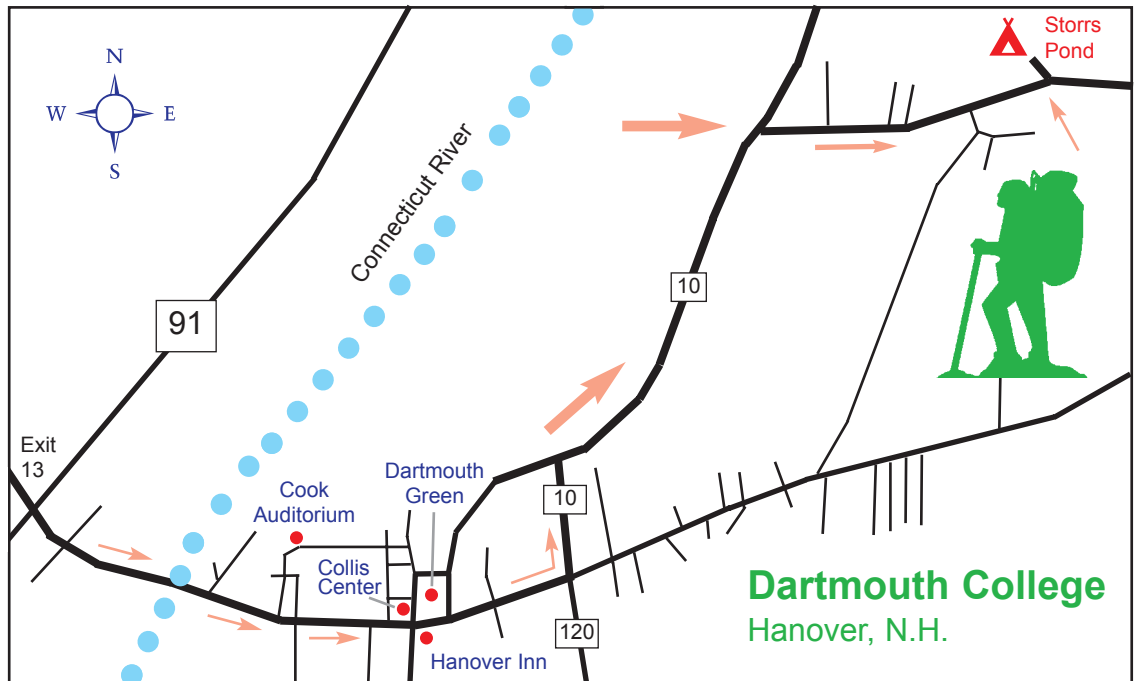 N
W
E
S
Storrs
Pond
Connecticut River
10
91
Exit
13
Dartmouth
Green
Cook
Auditorium
10
Collis
Center
Dartmouth College
Hanover, N.H.
120
Hanover Inn